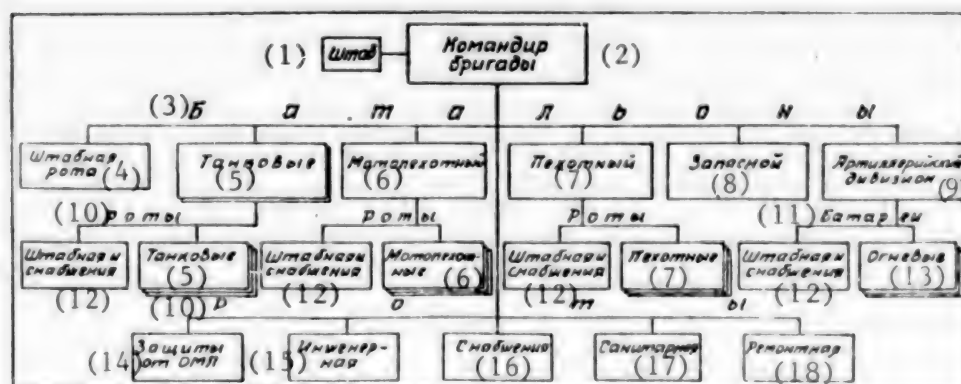 (1) Штаб Командир бригады (2)
(3) Б а т а л ь о н ы
Штабная рота (4) Танковые (5) Мотопехотный (6) Пехотный (7) Запасной (8) Артиллерийский дивизион (9)
(10) Роты Роты Роты (11) Батареи
Штабная и снабжения (12) Танковые (5) Штабная и снабжения (12) Мотопехотные (6) Штабная и снабжения (12) Пехотные (7) Штабная и снабжения (12) Огневые (13)
(10) Р о т ы
(14) Защиты от ОМП (15) Инженерная Снабжения (16) Санитарная (17) Ремонтная (18)